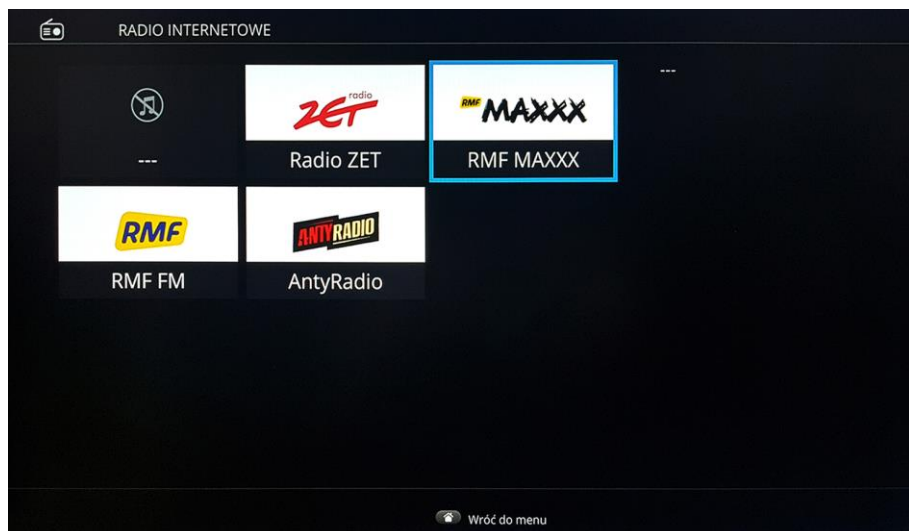 RADIO INTERNETOWE
---
---
radio
ZET
RMF MAXXX
Radio ZET
RMF MAXXX
RMF
ANTYRADIO
RMF FM
AntyRadio
Wróć do menu